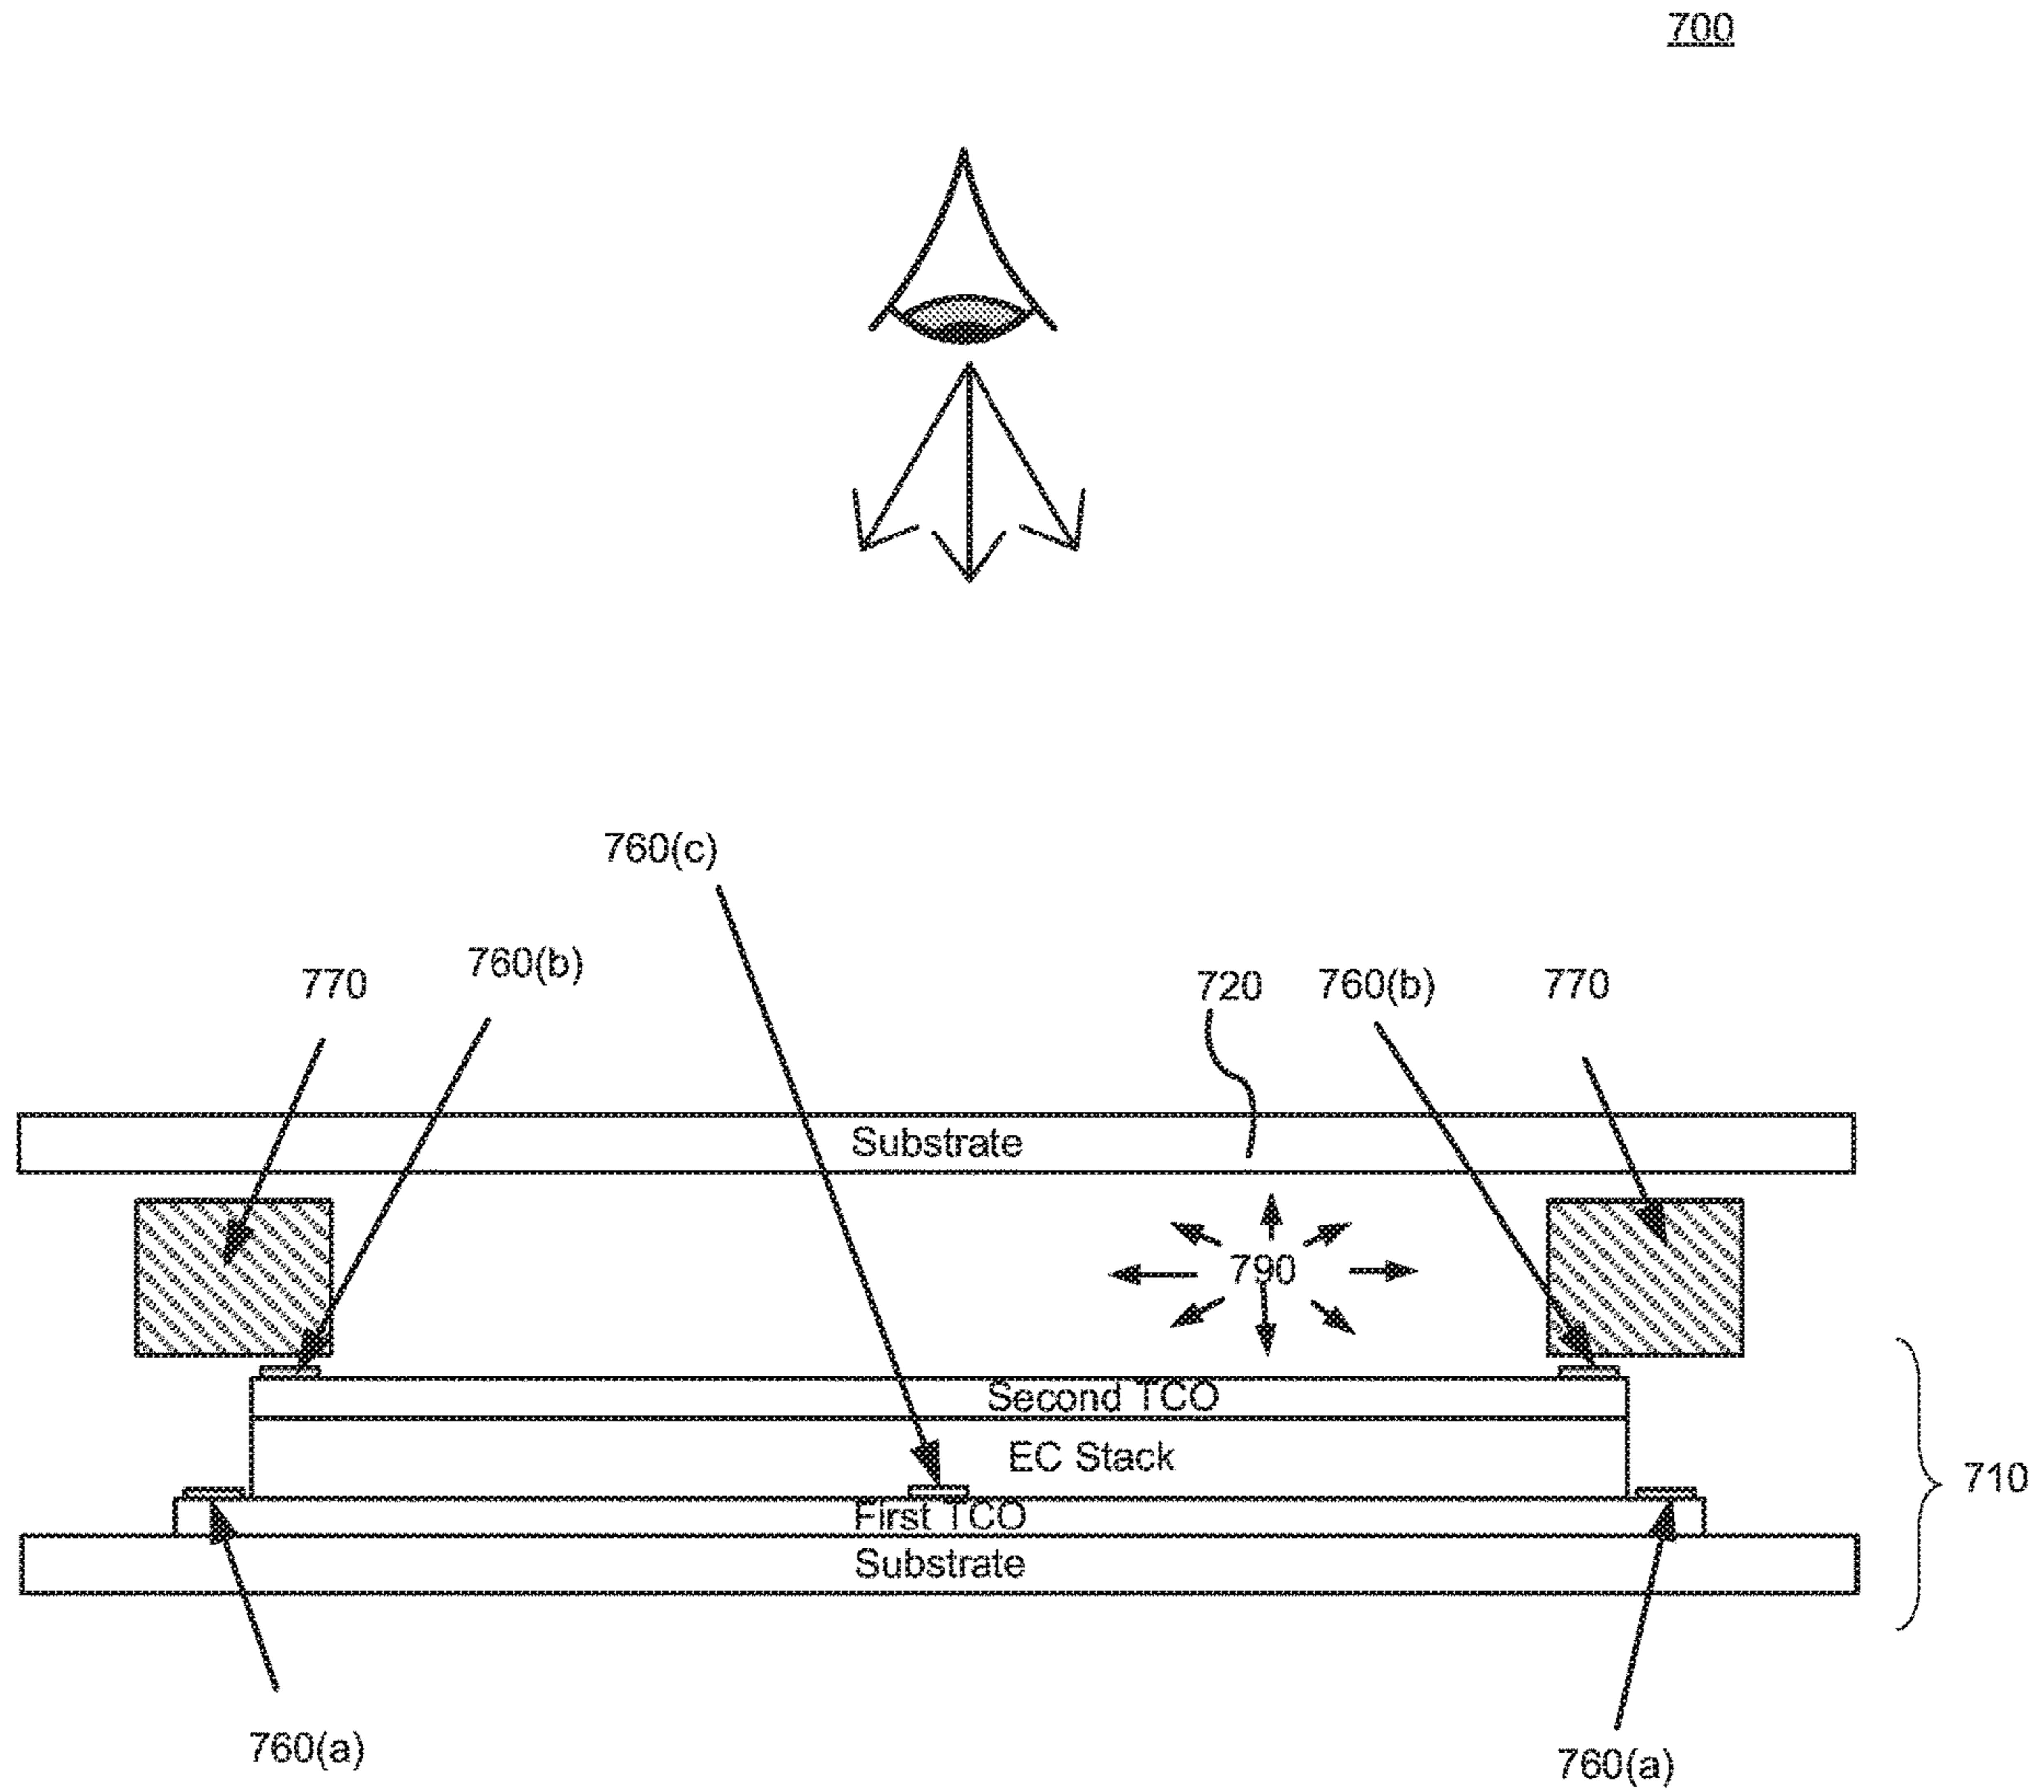 700
760(c)
770
760(b)
720
760(b)
770
Substrate
790
Second TCO
EC Stack
710
First TCO
Substrate
760(a)
760(a)